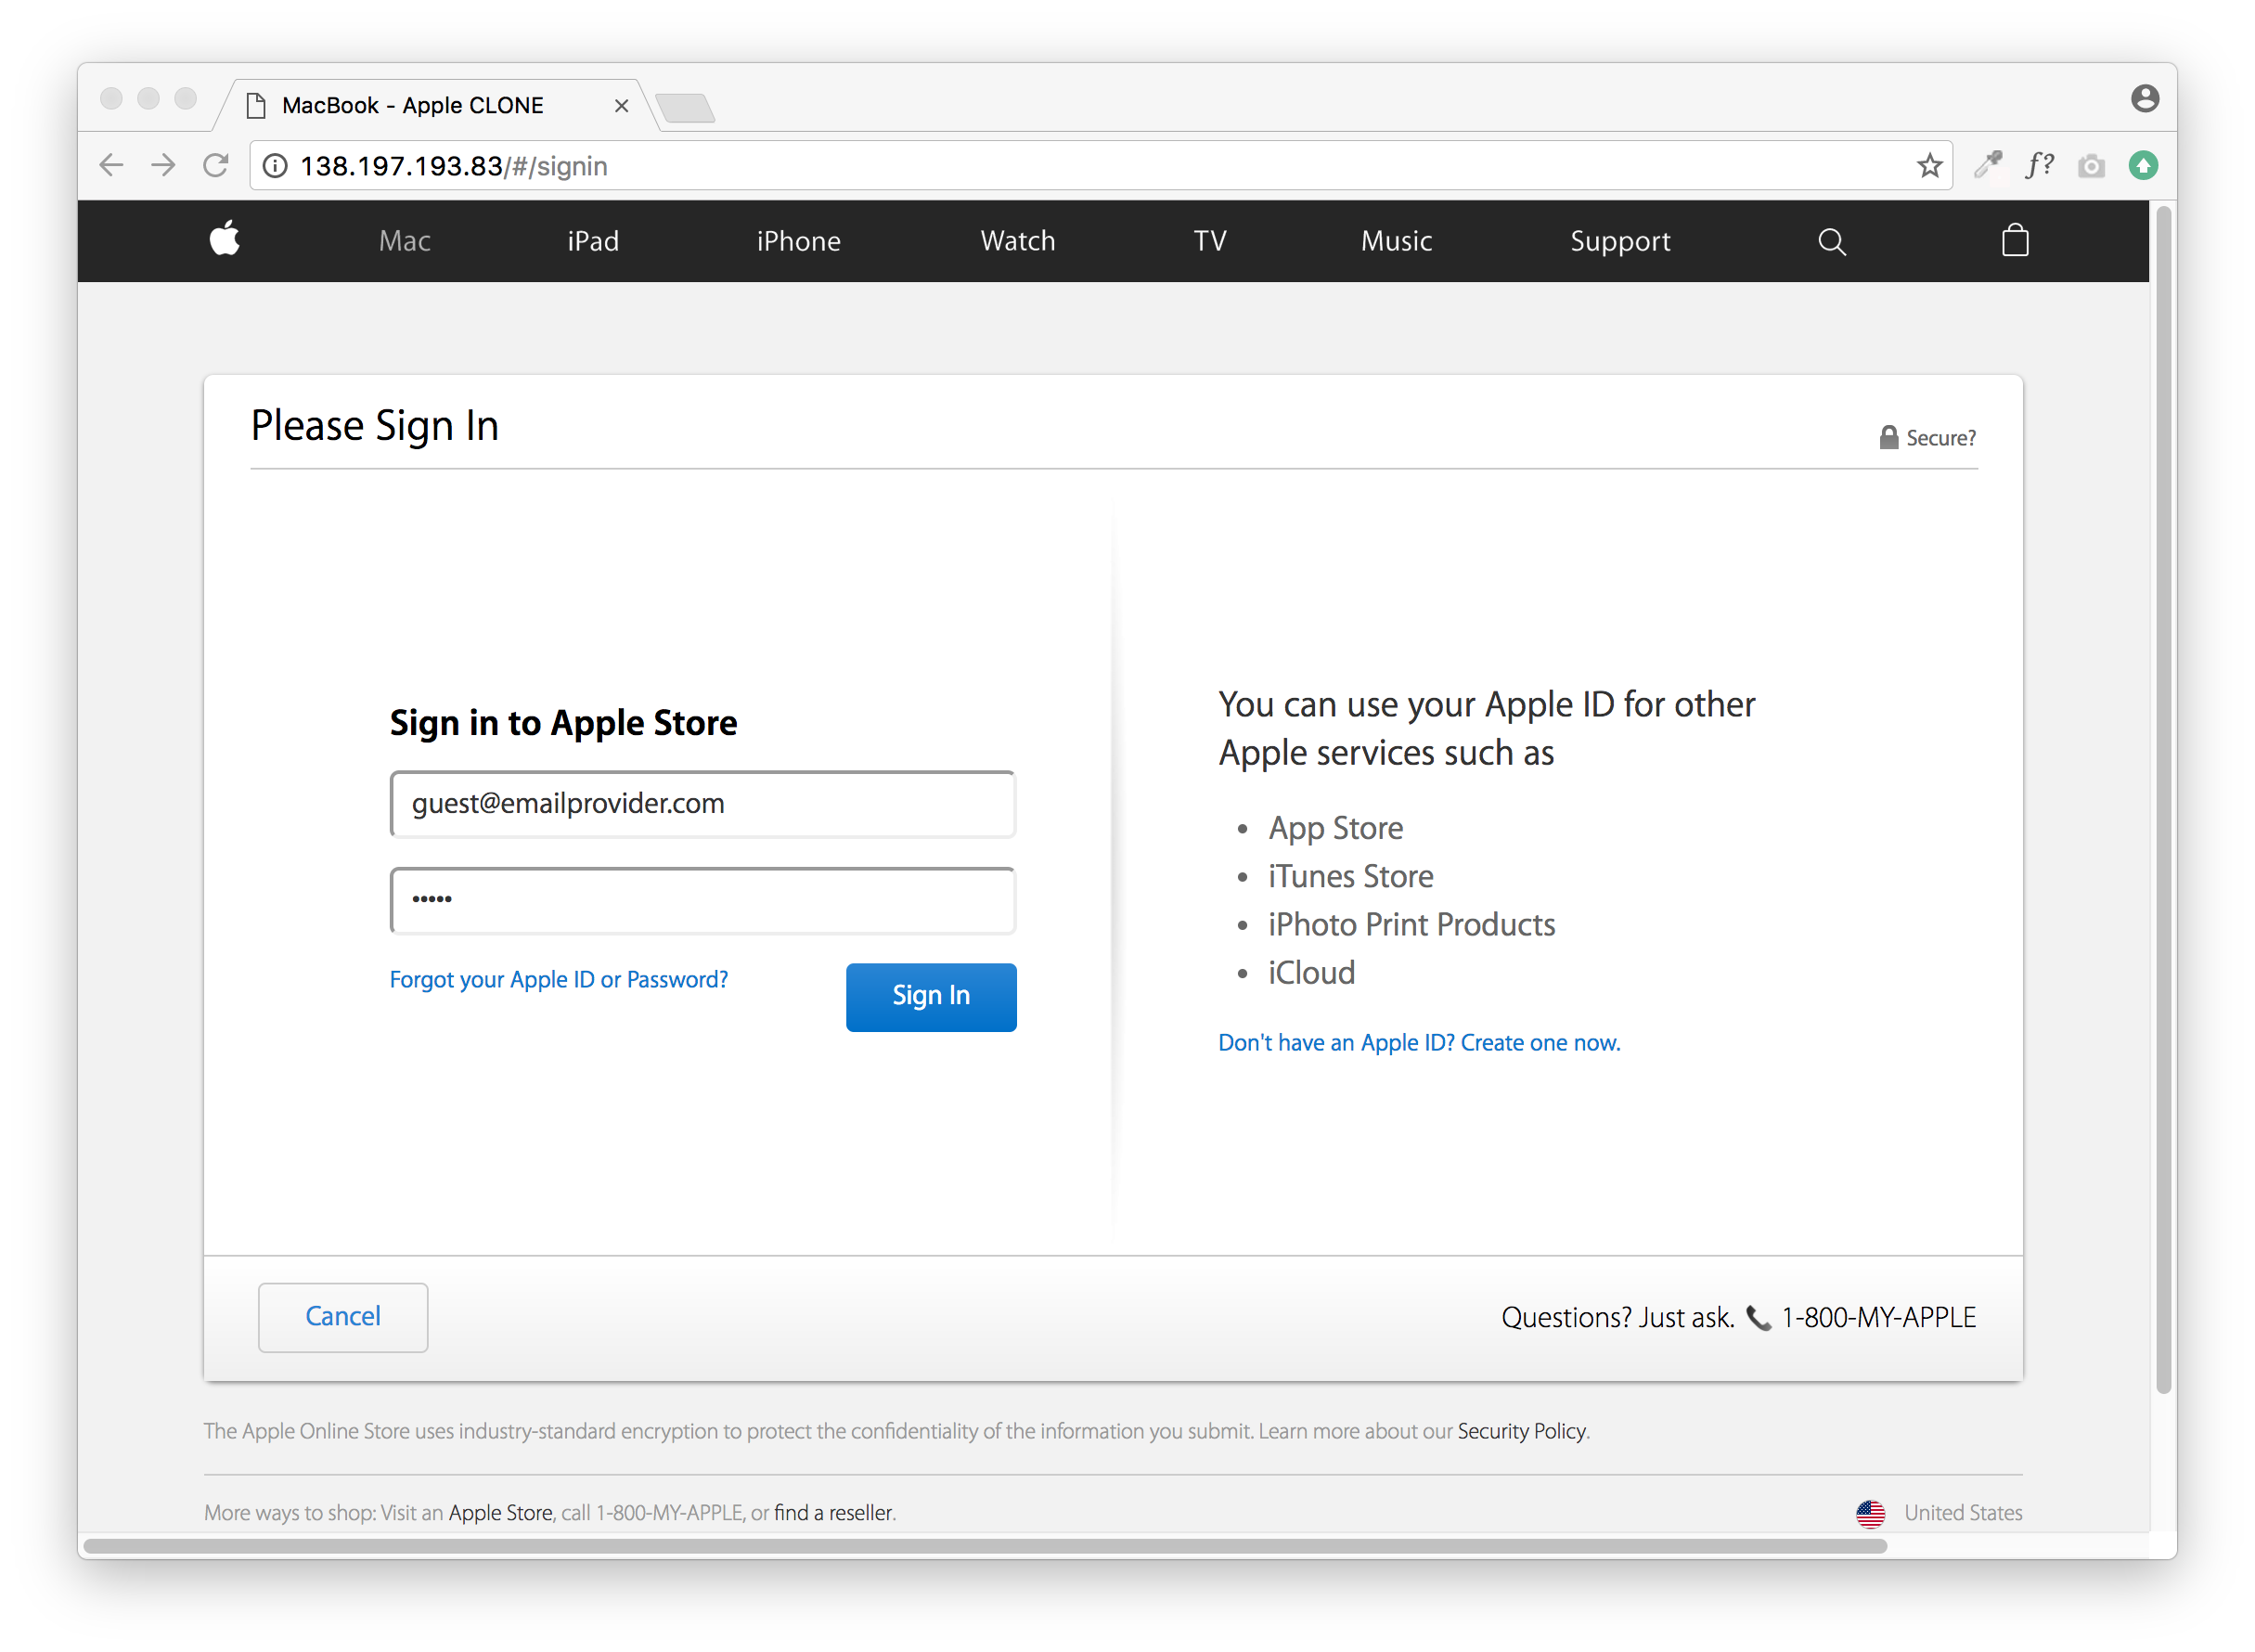 MacBook - Apple CLONE
138.197.193.83/#/signin
f?
Mac iPad iPhone Watch TV Music Support
Please Sign In
Secure?
Sign in to Apple Store
guest@emailprovider.com
•••••
Forgot your Apple ID or Password?
Sign In
You can use your Apple ID for other
Apple services such as
• App Store
• iTunes Store
• iPhoto Print Products
• iCloud
Don't have an Apple ID? Create one now.
Cancel
Questions? Just ask. 1-800-MY-APPLE
The Apple Online Store uses industry-standard encryption to protect the confidentiality of the information you submit. Learn more about our Security Policy.
More ways to shop: Visit an Apple Store, call 1-800-MY-APPLE, or find a reseller.
United States